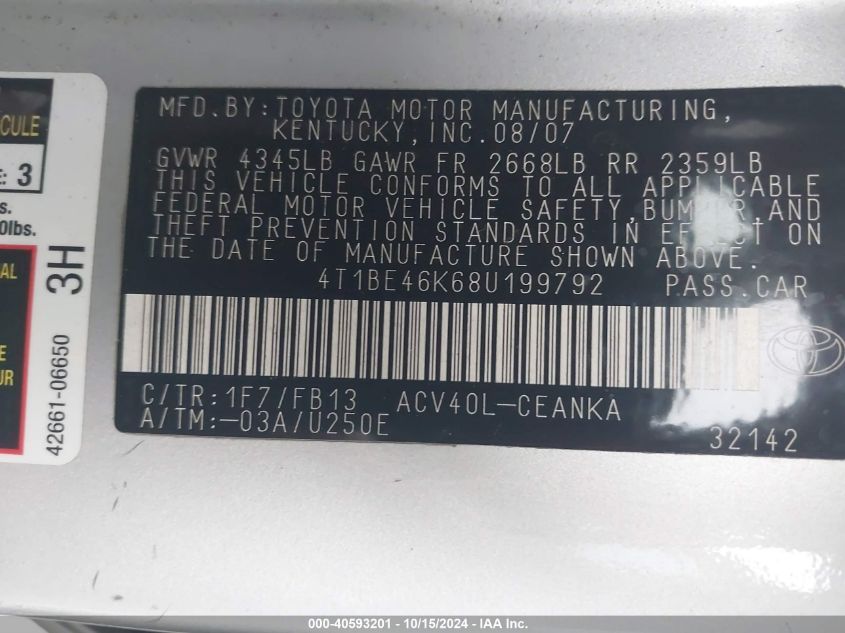 CULE
: 3
s.
0lbs.
AL
E
UR
3H
42661-06650
MFD.BY:TOYOTA MOTOR MANUFACTURING,
KENTUCKY,INC.08/07
GVWR 4345LB GAWR FR 2668LB RR 2359LB
THIS VEHICLE CONFORMS TO ALL APPLICABLE
FEDERAL MOTOR VEHICLE SAFETY,BUMPER,AND
THEFT PREVENTION STANDARDS IN EFFECT ON
THE DATE OF MANUFACTURE SHOWN ABOVE.
4T1BE46K68U199792 PASS.CAR
C/TR:1F7/FB13 ACV40L-CEANKA
A/TM:-03A/U250E
32142
000-40593201 - 10/15/2024 - IAA Inc.